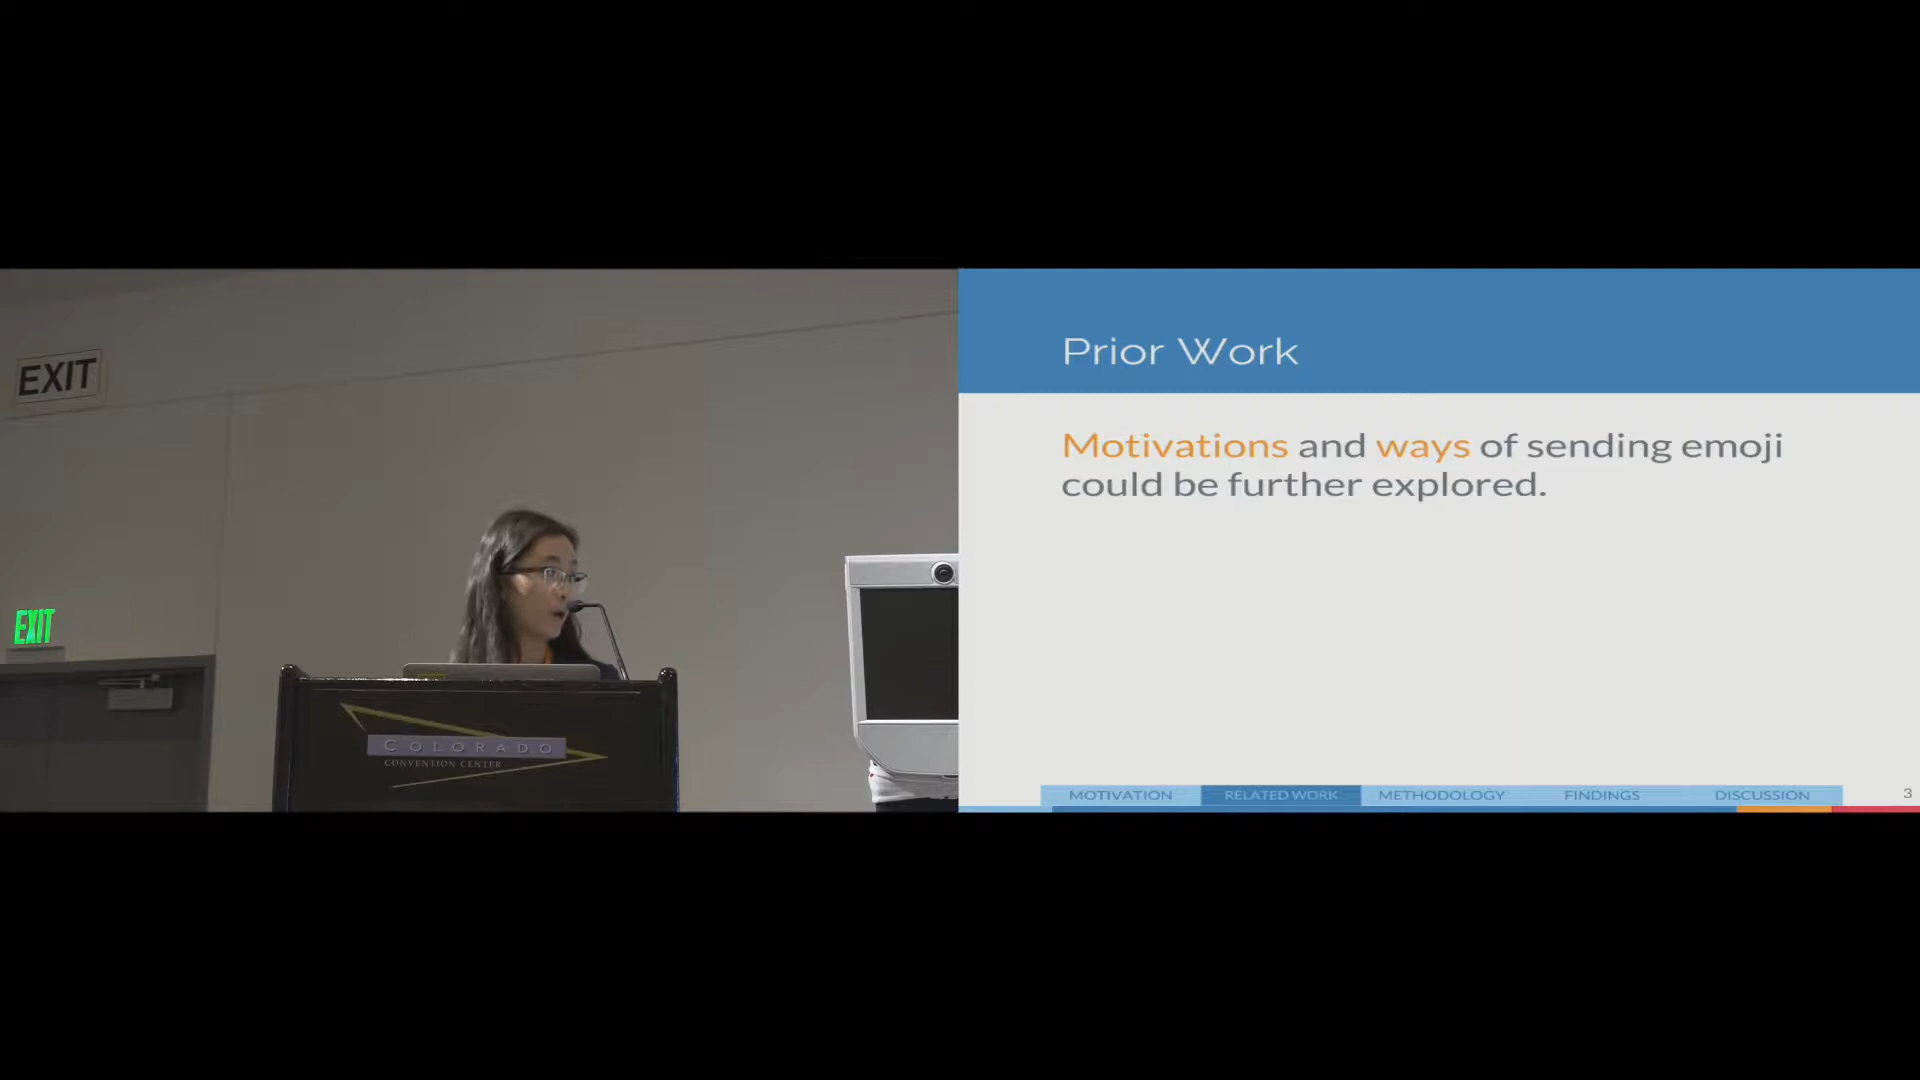 EXIT
EXIT
COLORADO
CONVENTION CENTER
Prior Work
Motivations and ways of sending emoji
could be further explored.
MOTIVATION RELATED WORK METHODOLOGY FINDINGS DISCUSSION 3